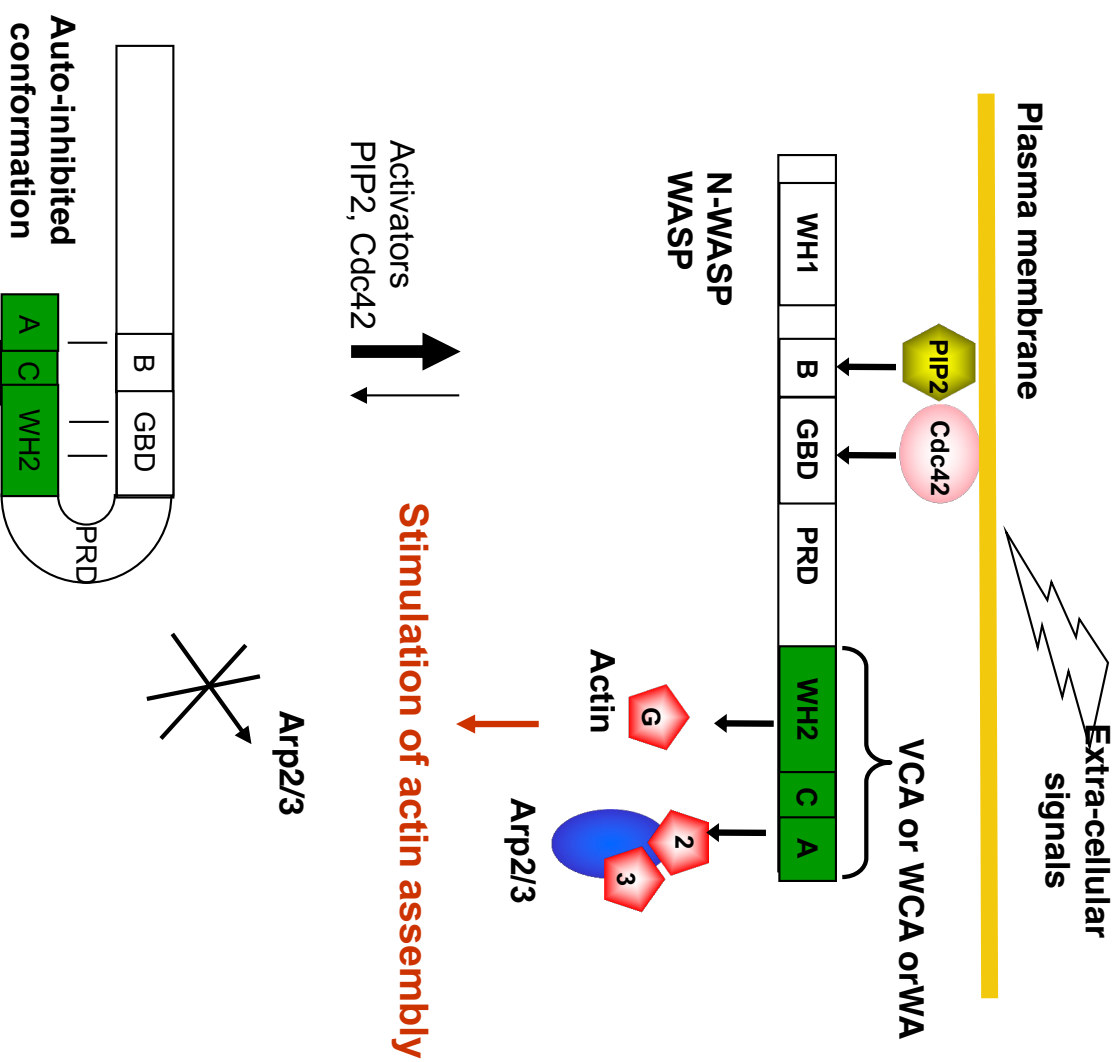 Extra-cellular
signals
Plasma membrane
PIP2
Cdc42
VCA or WCA orWA
WH1
B
GBD
PRD
WH2
C
A
N-WASP
WASP
G
Actin
2
3
Arp2/3
Activators
PIP2, Cdc42
Stimulation of actin assembly
Arp2/3
B
GBD
PRD
A
C
WH2
Auto-inhibited
conformation